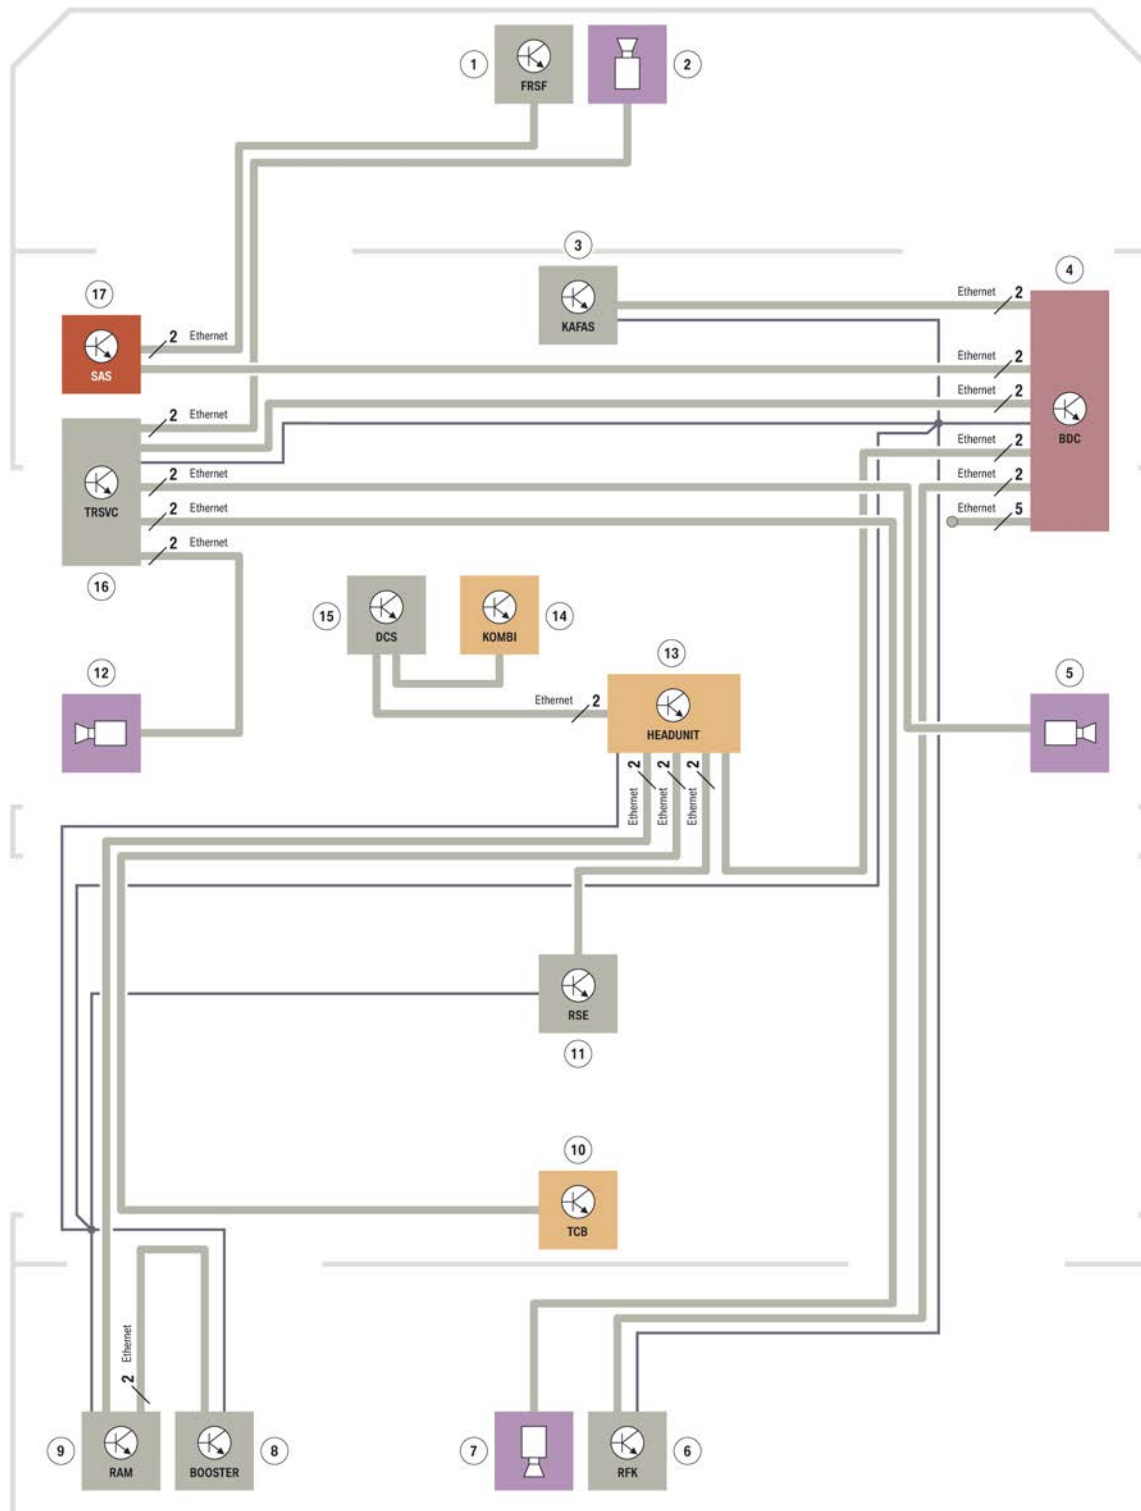 1
FRSF
2
3
KAFAS
4
Ethernet 2
17
2 Ethernet
SAS
Ethernet 2
Ethernet 2
2 Ethernet
BDC
Ethernet 2
2 Ethernet
Ethernet 2
TRSVC
2 Ethernet
Ethernet 5
2 Ethernet
16
15
DCS
KOMBI
14
13
12
Ethernet 2
HEADUNIT
5
2 Ethernet
2 Ethernet
2 Ethernet
RSE
11
10
TCB
2 Ethernet
9
RAM
BOOSTER
8
7
RFK
6